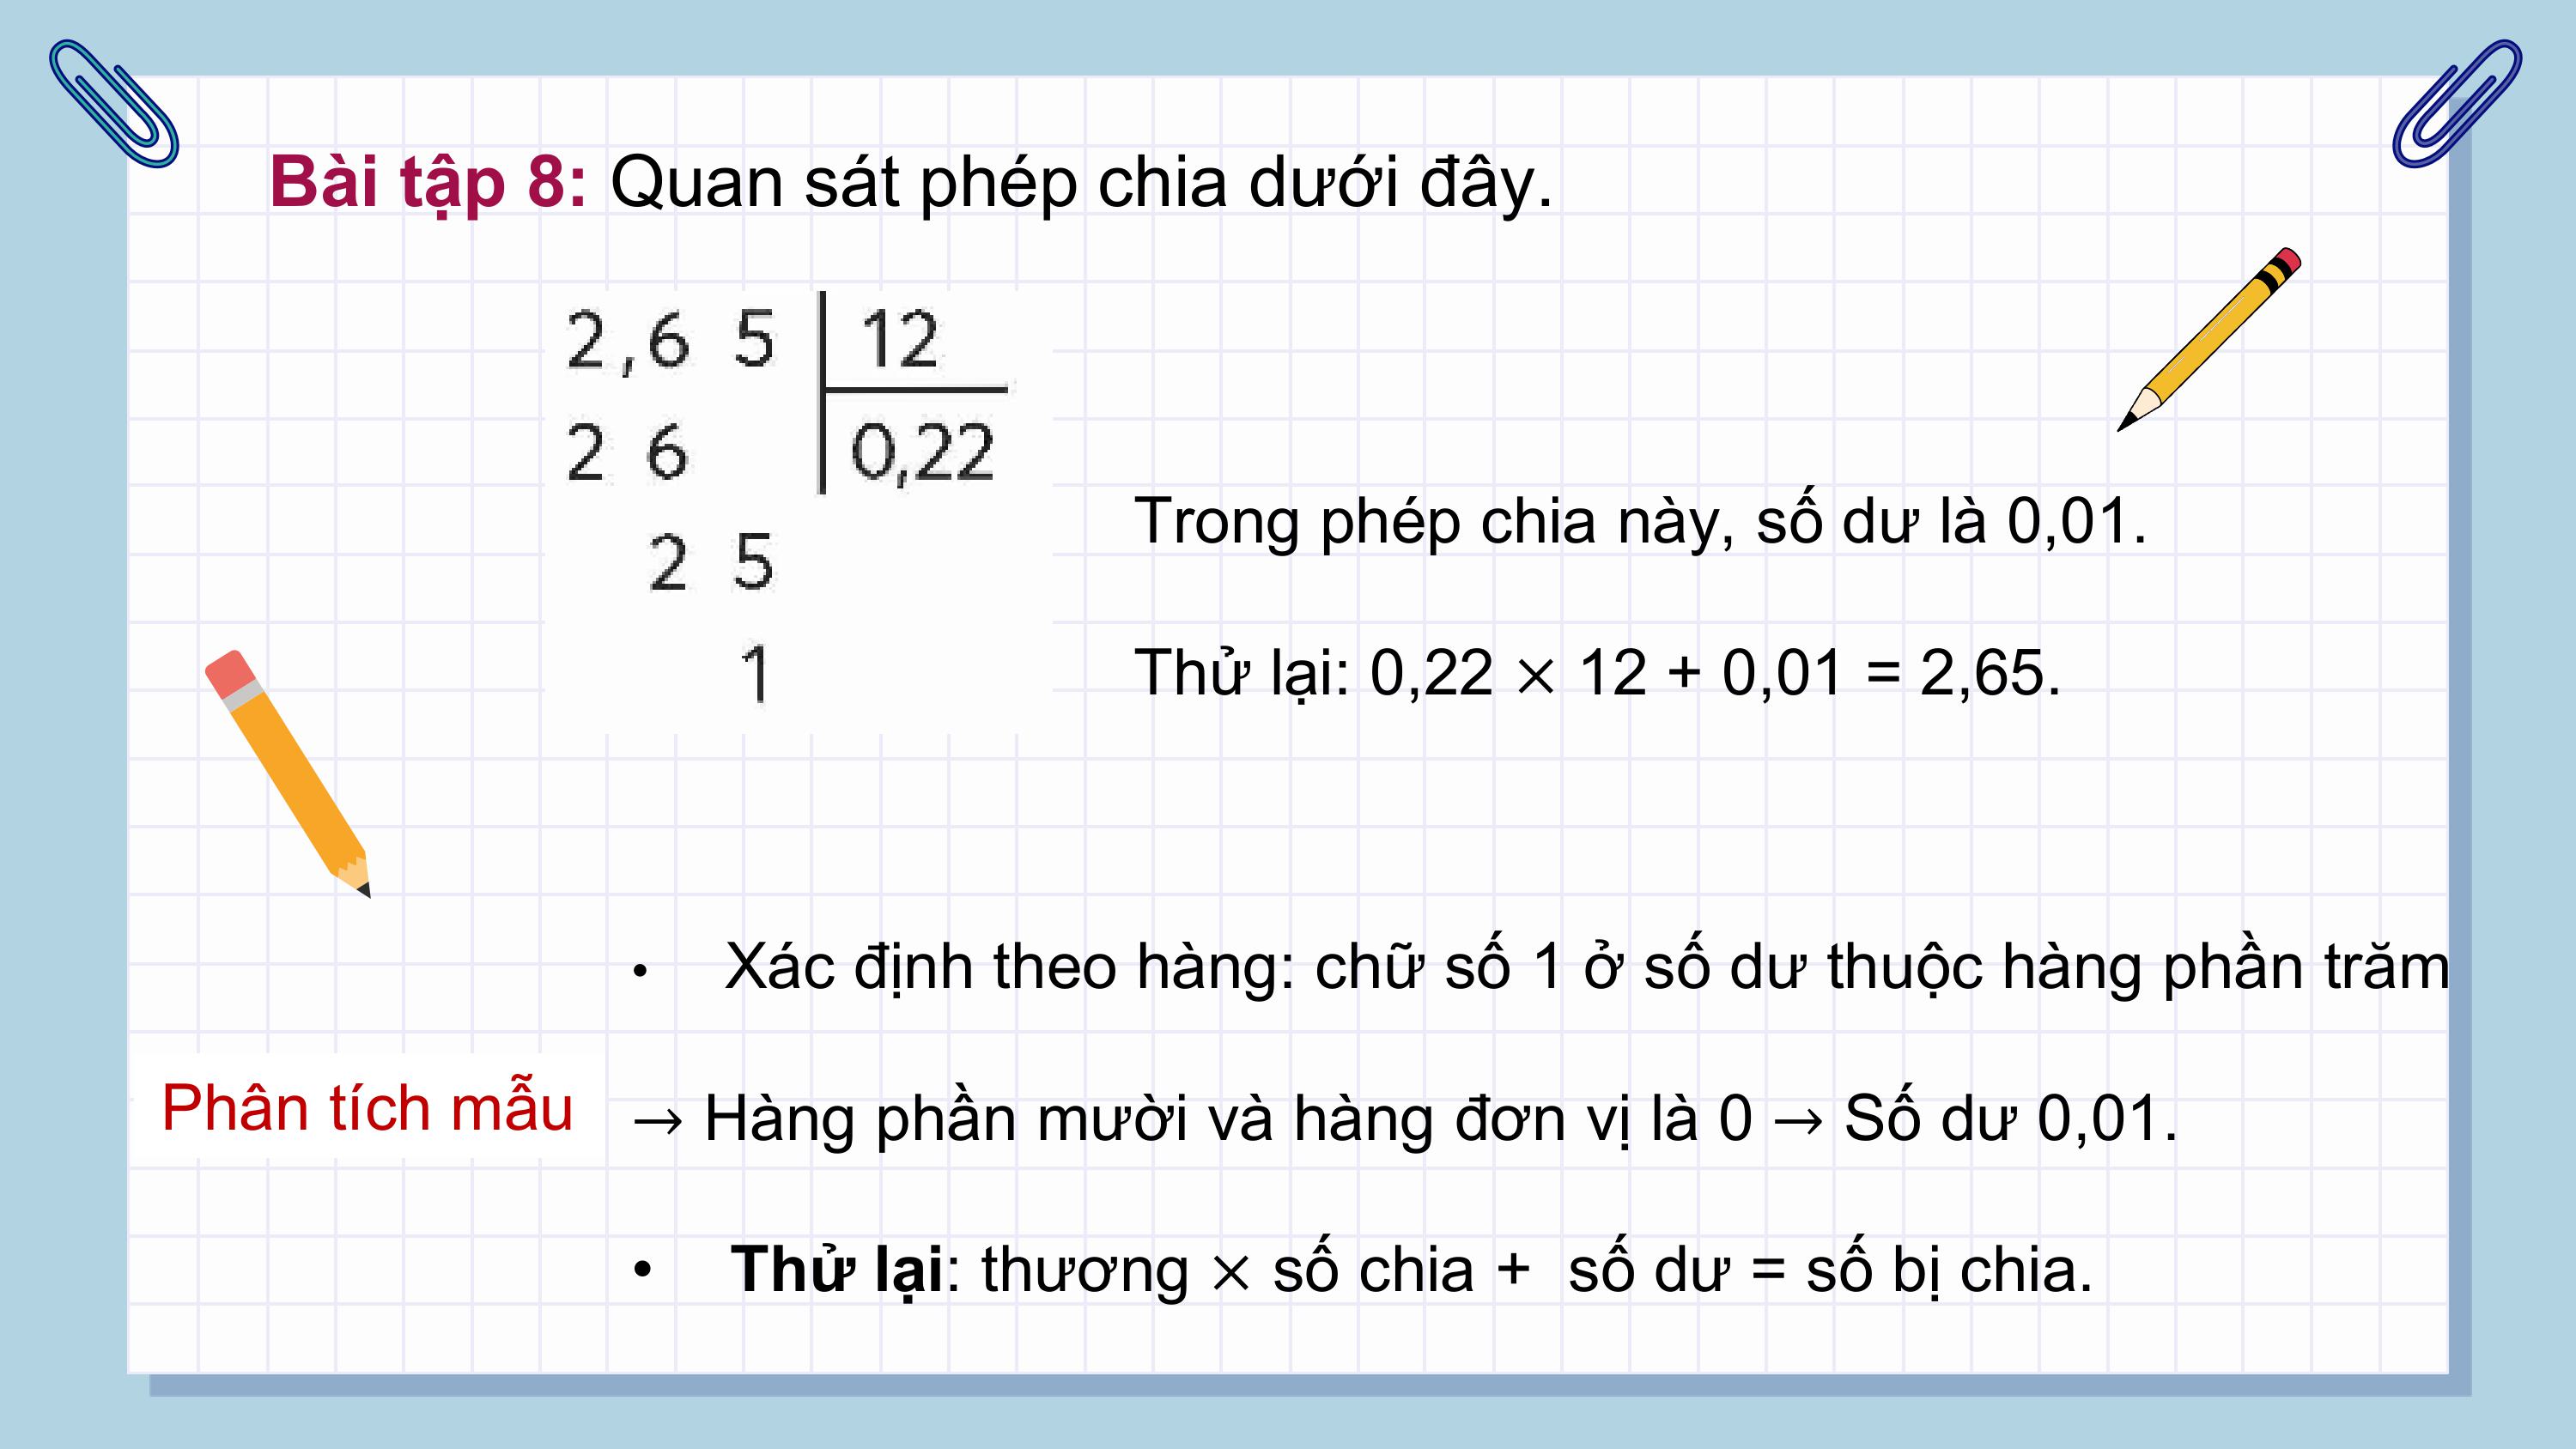 Bài tập 8: Quan sát phép chia dưới đây.
2,6 5 12
2 6 0,22
2 5
1
Trong phép chia này, số dư là 0,01.
Thử lại: 0,22 × 12 + 0,01 = 2,65.
• Xác định theo hàng: chữ số 1 ở số dư thuộc hàng phần trăm
Phân tích mẫu
→ Hàng phần mười và hàng đơn vị là 0 → Số dư 0,01.
• Thử lại: thương × số chia + số dư = số bị chia.